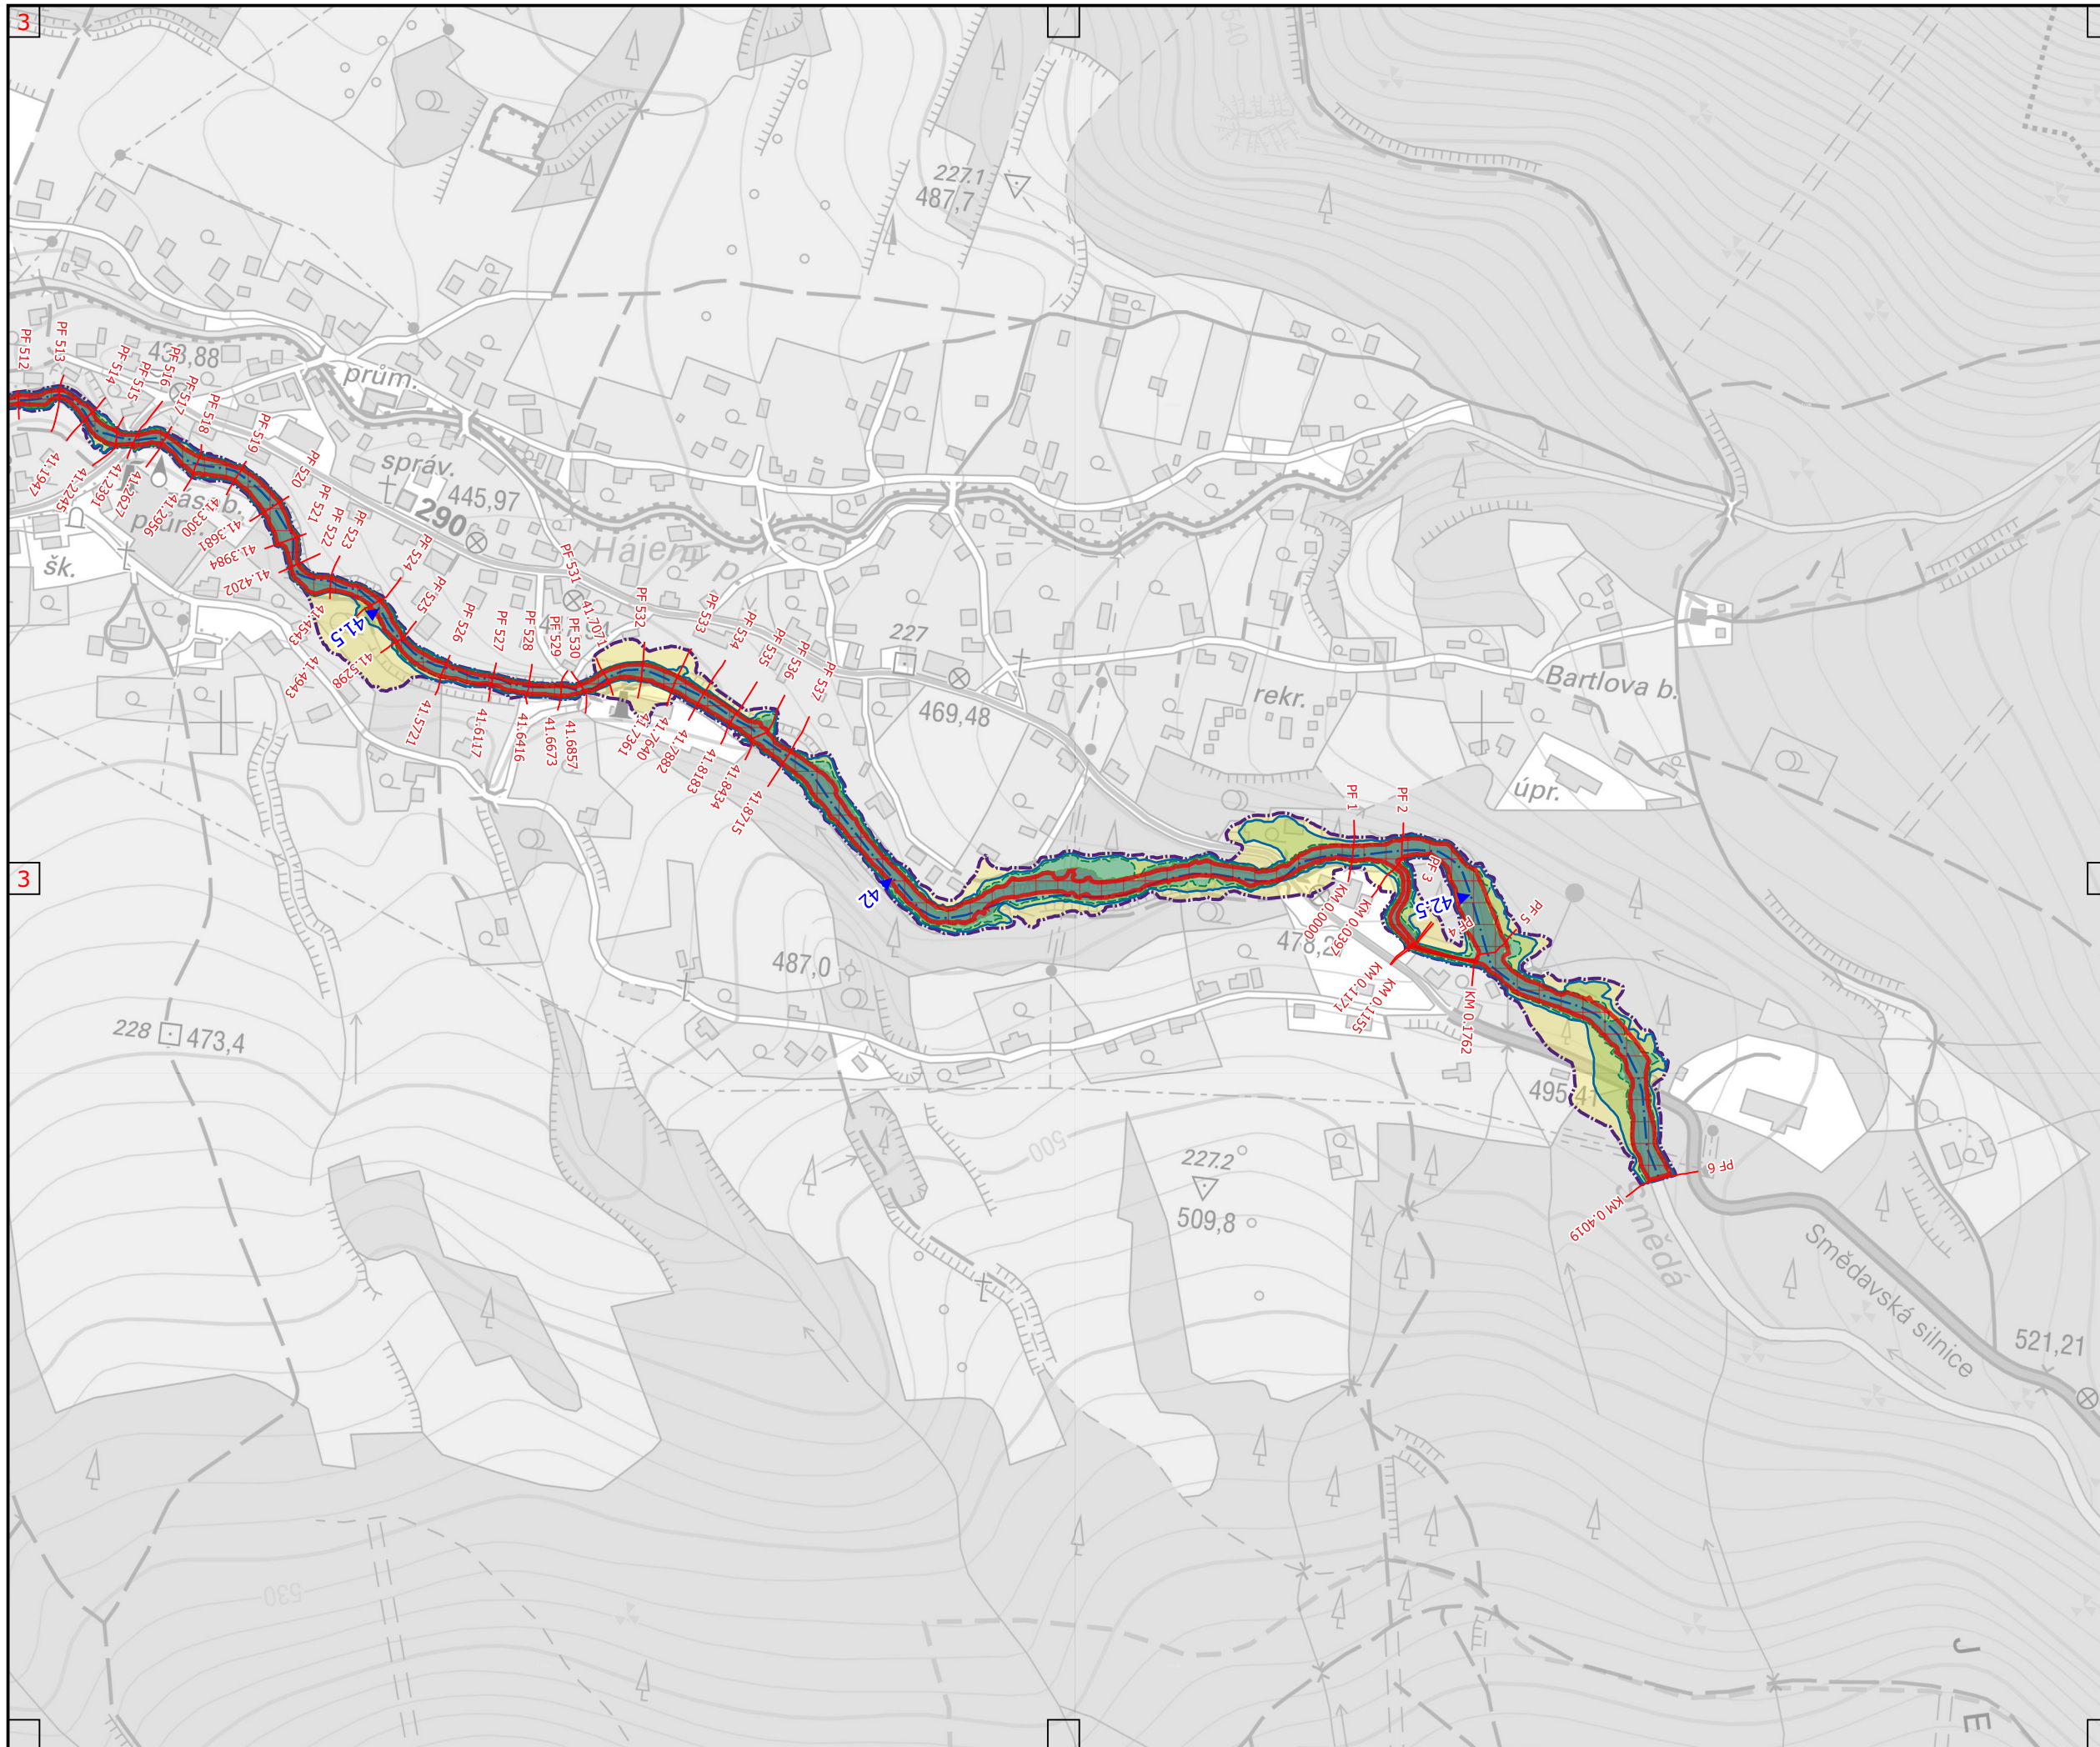 3
540
227.1
487,7
PF 512
PF 513
PF 514
PF 515
PF 516
PF 517
PF 518
PF 519
PF 520
PF 521
PF 522
PF 523
PF 524
PF 525
PF 526
PF 527
PF 528
PF 529
PF 530
PF 531
PF 532
PF 533
PF 534
PF 535
PF 536
PF 537
433,88
prům.
správ.
445,97
290
Hájený p.
šk.
41.1947
41.2245
41.2391
41.2627
41.2956
41.3300
41.3681
41.3984
41.4202
41.4543
41.4943
41.5298
41.5721
41.6117
41.6416
41.6673
41.6857
41.7071
41.7361
41.7640
41.7882
41.8183
41.8434
41.8715
41.5
227
469,48
rekr.
Bartlova b.
úpr.
42
PF 1
PF 2
PF 3
PF 4
PF 5
PF 6
42.5
3
KM 0.0000
KM 0.0397
KM 0.1171
KM 0.1155
KM 0.1762
KM 0.4019
487,0
228
473,4
495,41
500
227.2
509,8
Smědá
Smědavská silnice
521,21
530
J
E